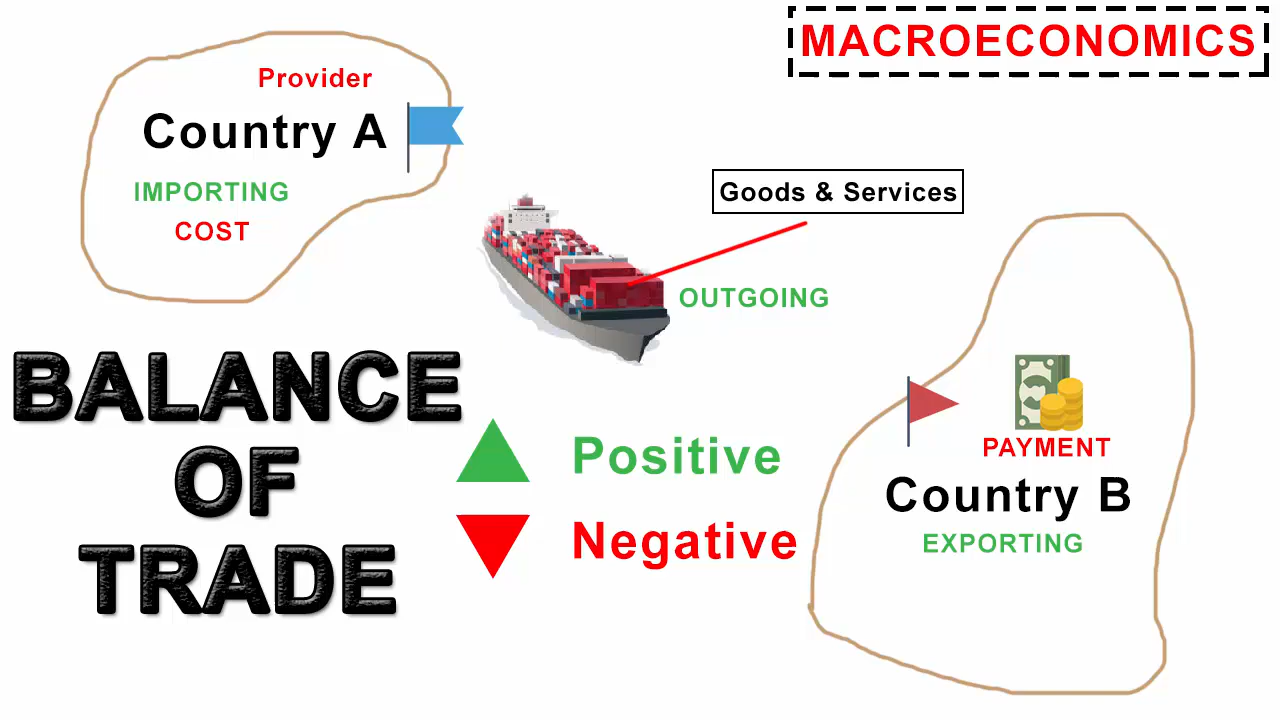 MACROECONOMICS
Provider
Country A
IMPORTING
COST
Goods & Services
OUTGOING
BALANCE
OF
TRADE
Positive
Negative
PAYMENT
Country B
EXPORTING